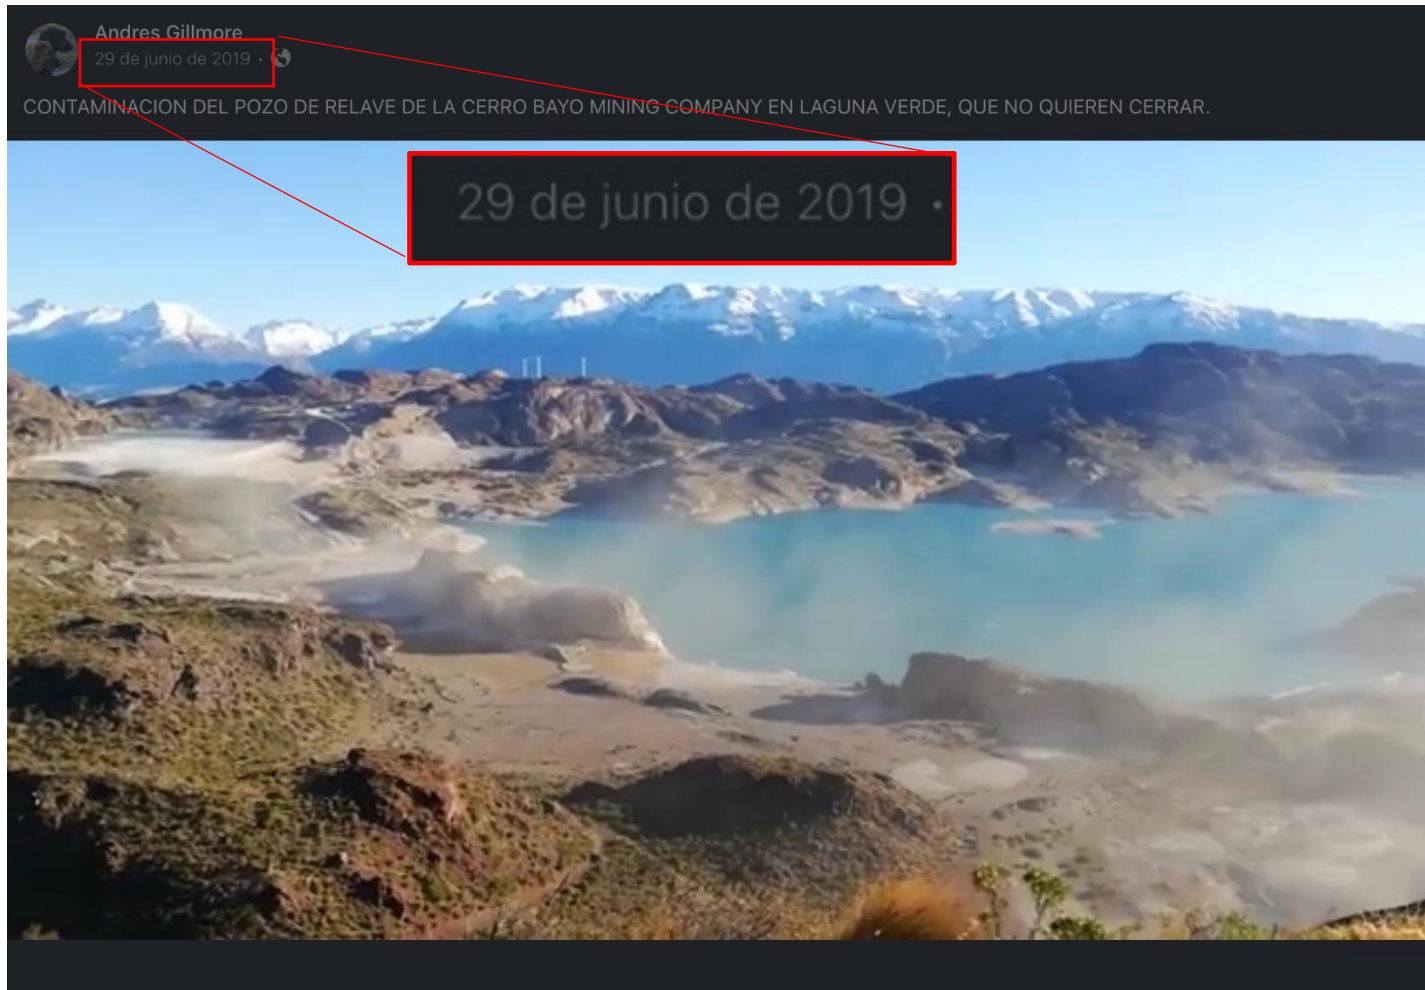 Andres Gillmore
29 de junio de 2019 ·
CONTAMINACION DEL POZO DE RELAVE DE LA CERRO BAYO MINING COMPANY EN LAGUNA VERDE, QUE NO QUIEREN CERRAR.
29 de junio de 2019 ·